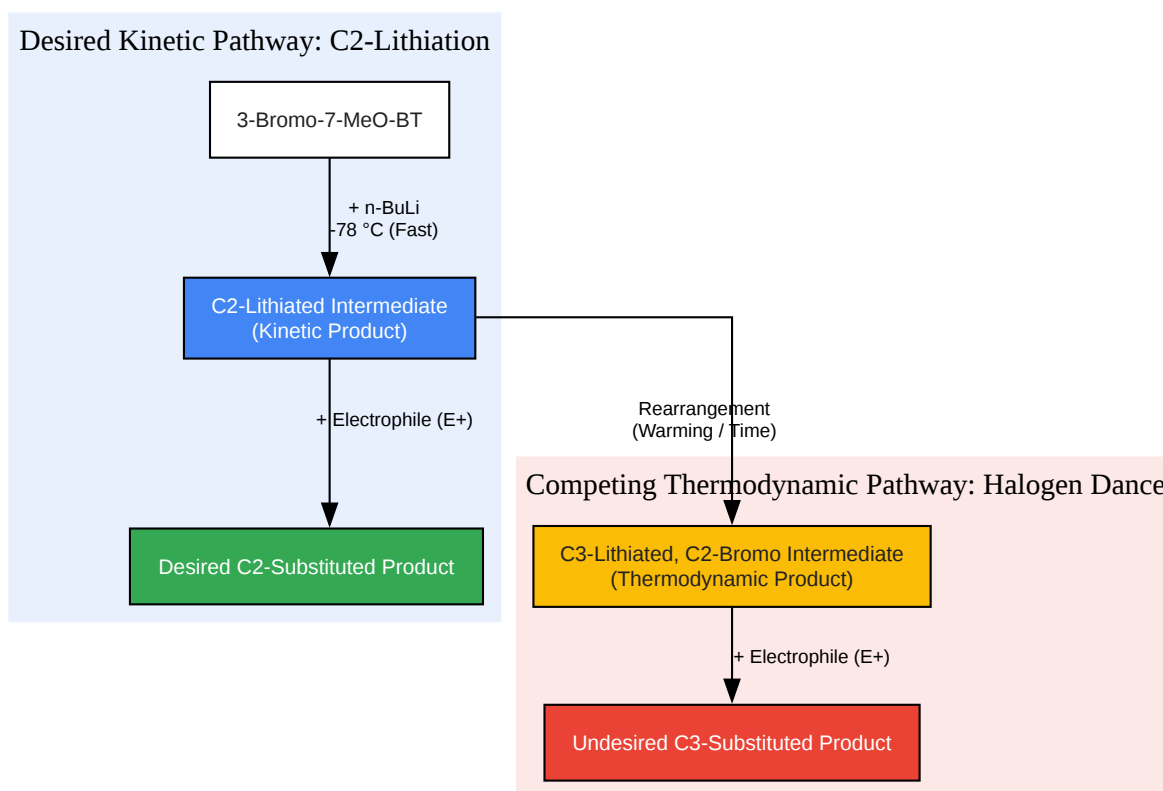 Desired Kinetic Pathway: C2-Lithiation
3-Bromo-7-MeO-BT
+ n-BuLi
-78 °C (Fast)
C2-Lithiated Intermediate
(Kinetic Product)
+ Electrophile (E+)
Desired C2-Substituted Product
Rearrangement
(Warming / Time)
Competing Thermodynamic Pathway: Halogen Dance
C3-Lithiated, C2-Bromo Intermediate
(Thermodynamic Product)
+ Electrophile (E+)
Undesired C3-Substituted Product